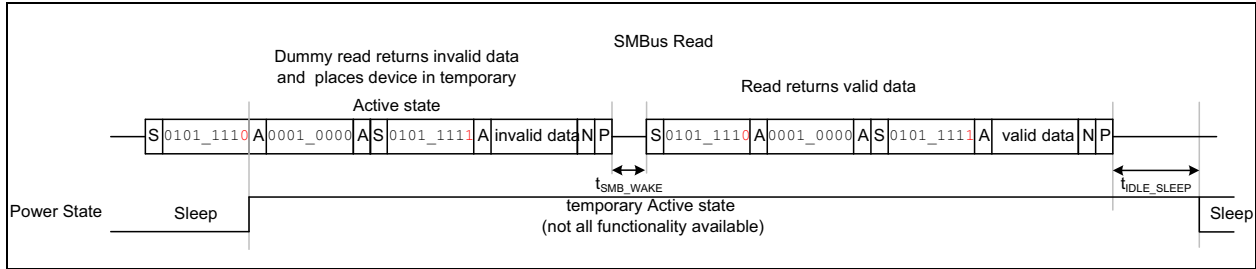 SMBus Read
Dummy read returns invalid data
and places device in temporary
Active state
Read returns valid data
S 0101_1110 A 0001_0000 A S 0101_1111 A invalid data N P S 0101_1110 A 0001_0000 A S 0101_1111 A valid data N P
tSMB_WAKE tIDLE_SLEEP
Power State Sleep temporary Active state Sleep
(not all functionality available)